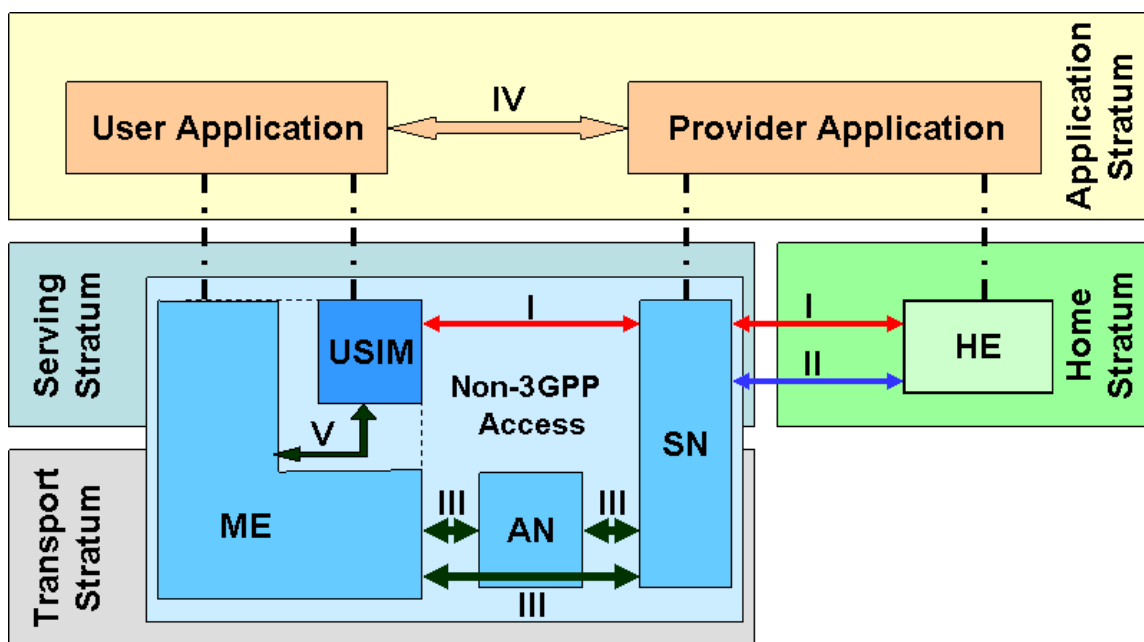 User Application
IV
Provider Application
Application
Stratum
Serving
Stratum
USIM
I
Non-3GPP
Access
SN
I
II
HE
Home
Stratum
V
Transport
Stratum
ME
III
AN
III
III